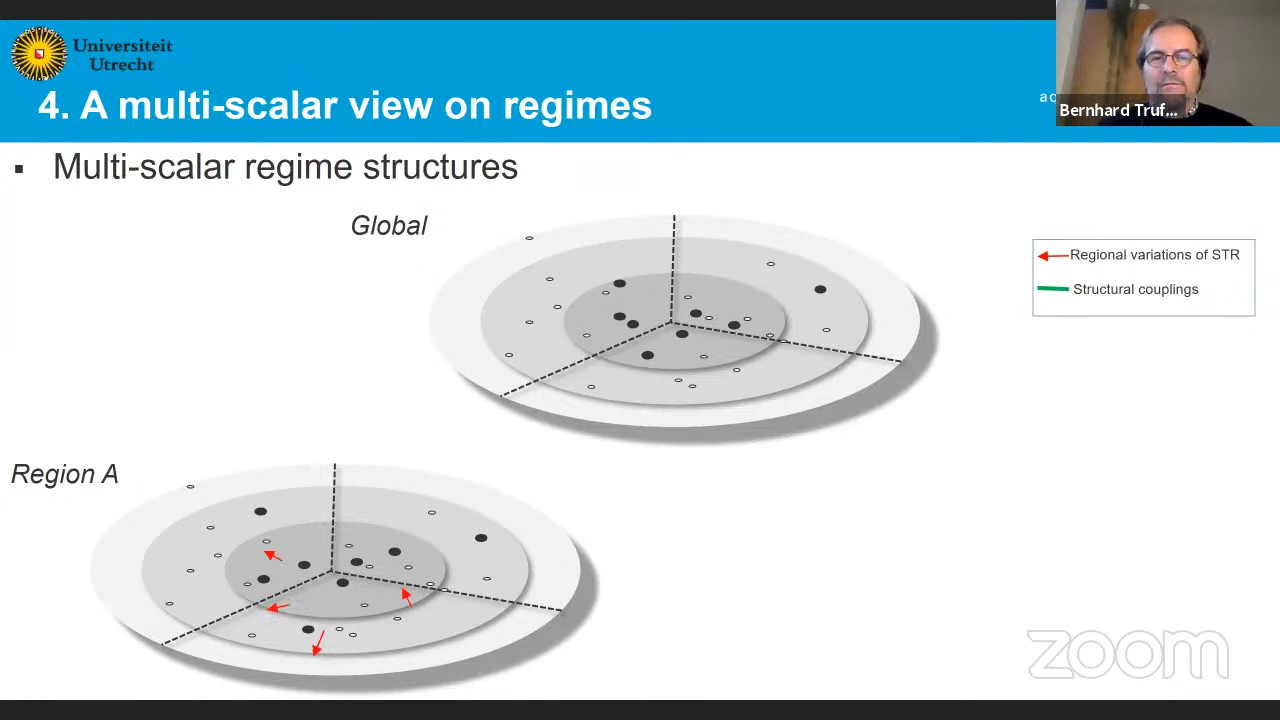 Universiteit
Utrecht
4. A multi-scalar view on regimes
Bernhard Truf...
▪ Multi-scalar regime structures
Global
Regional variations of STR
Structural couplings
Region A
zoom